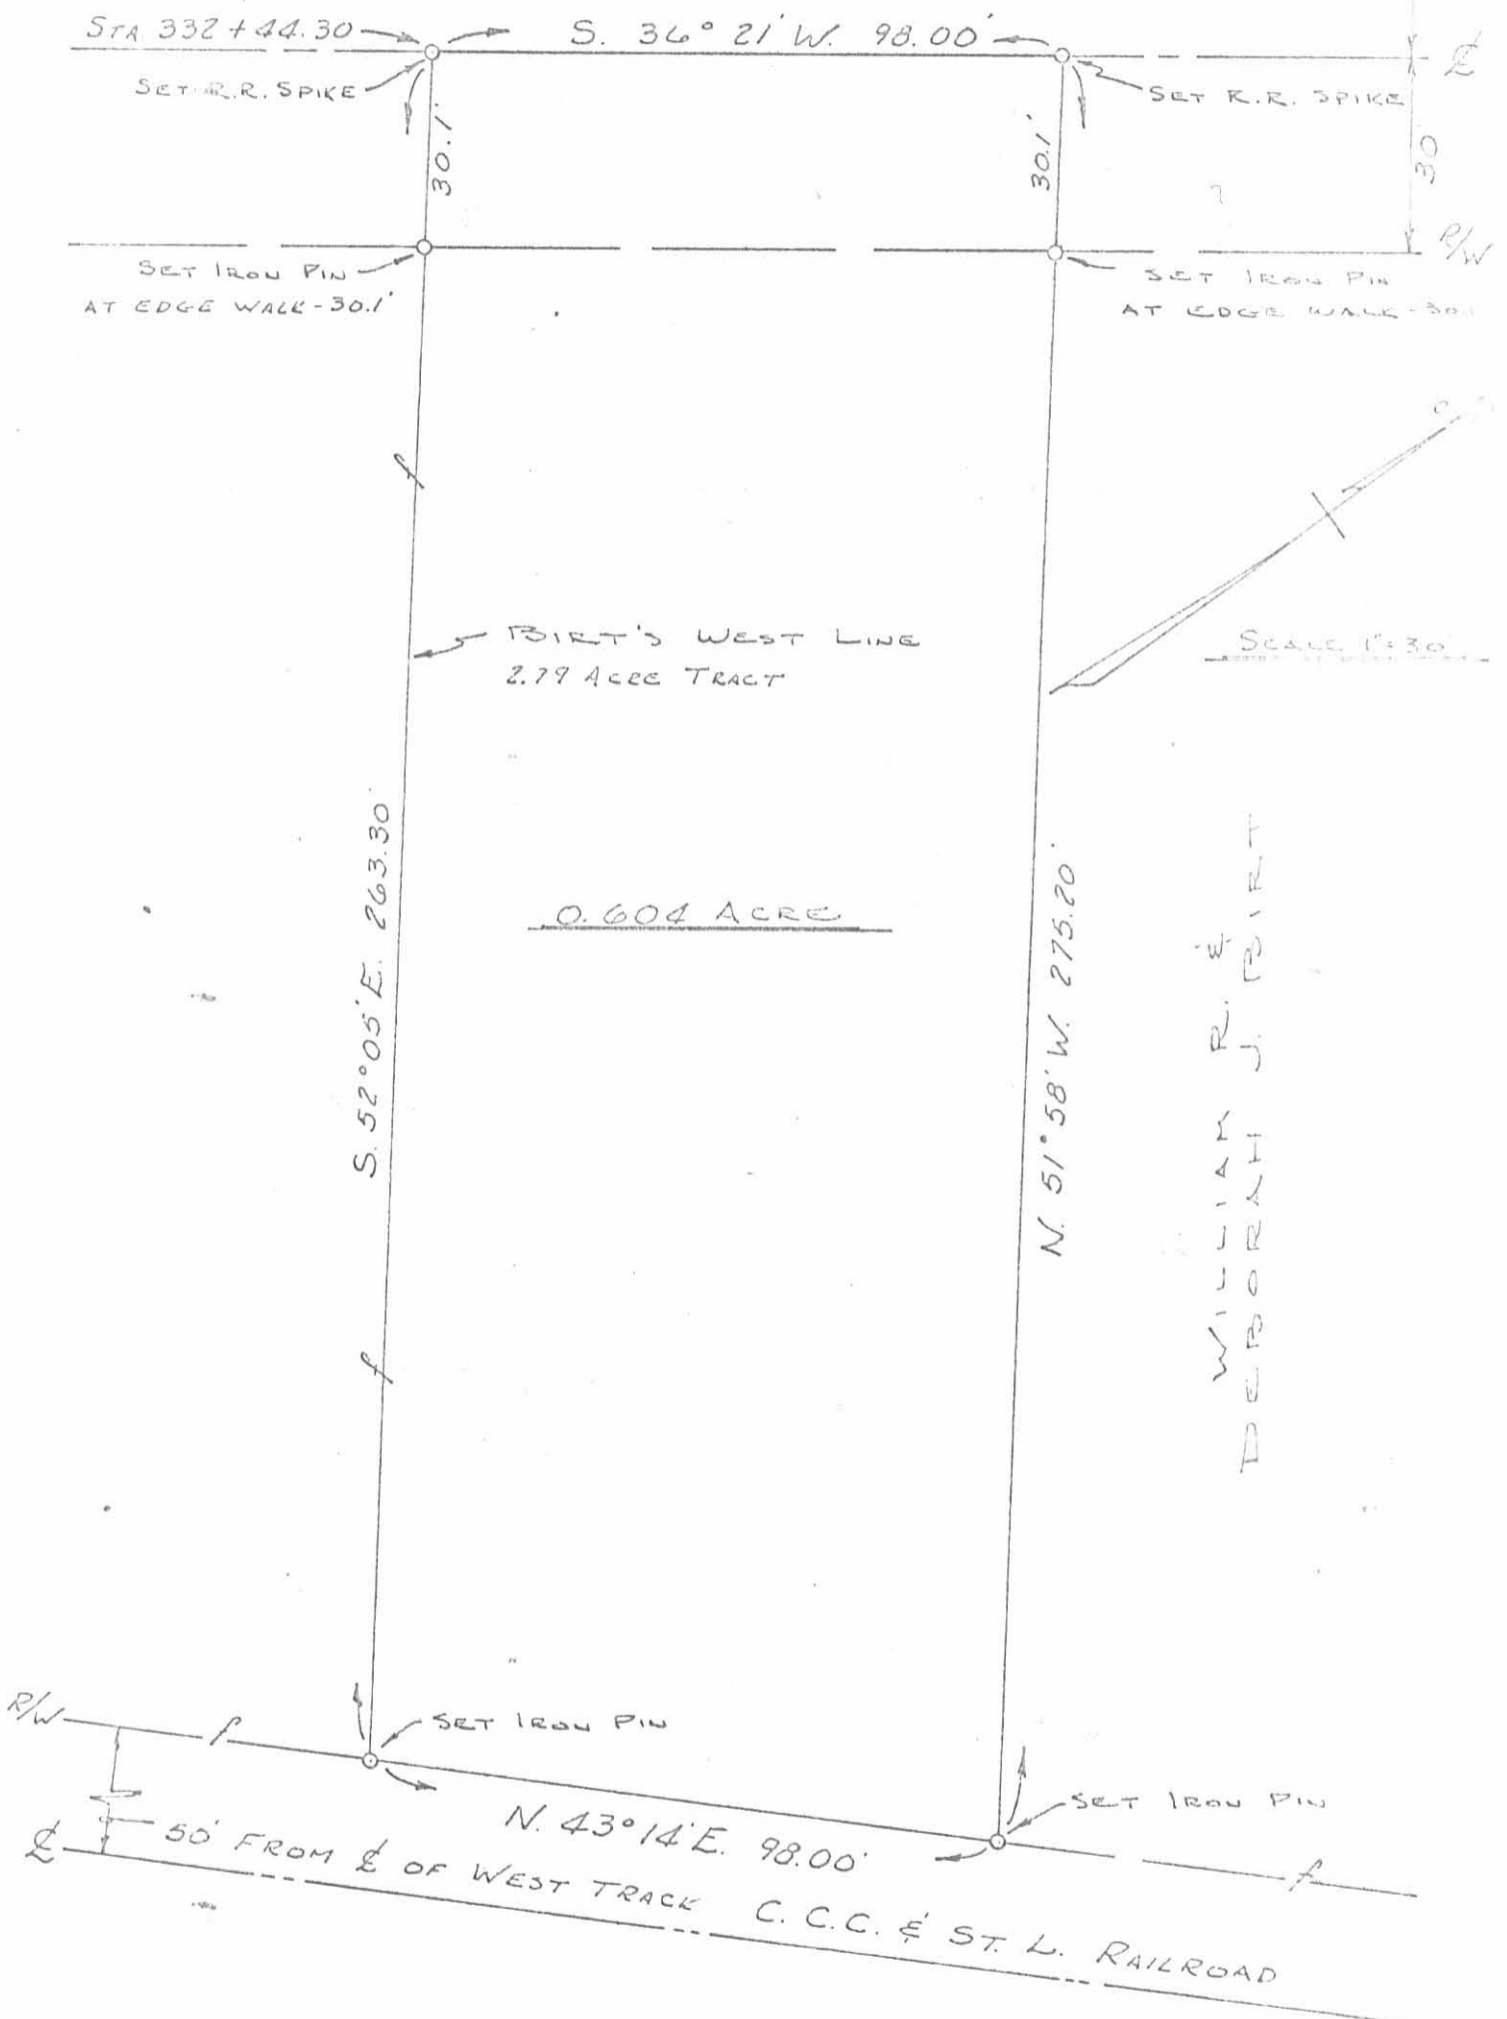 STA. 332 + 44.30
S. 36° 21' W. 98.00'
℄
SET R.R. SPIKE
SET R.R. SPIKE
30.1'
30.1'
30
R/W
SET IRON PIN
AT EDGE WALK - 30.1'
SET IRON PIN
AT EDGE WALK - 30.1
BIRT'S WEST LINE
2.79 ACRE TRACT
SCALE 1"=30'
S. 52° 05' E. 263.30'
0.604 ACRE
N. 51° 58' W. 275.20'
WILLIAM R. &
DEBORAH J. BIRT
R/W
SET IRON PIN
SET IRON PIN
N. 43° 14' E. 98.00'
℄
50' FROM ℄ OF WEST TRACK C. C. C. & ST. L. RAILROAD